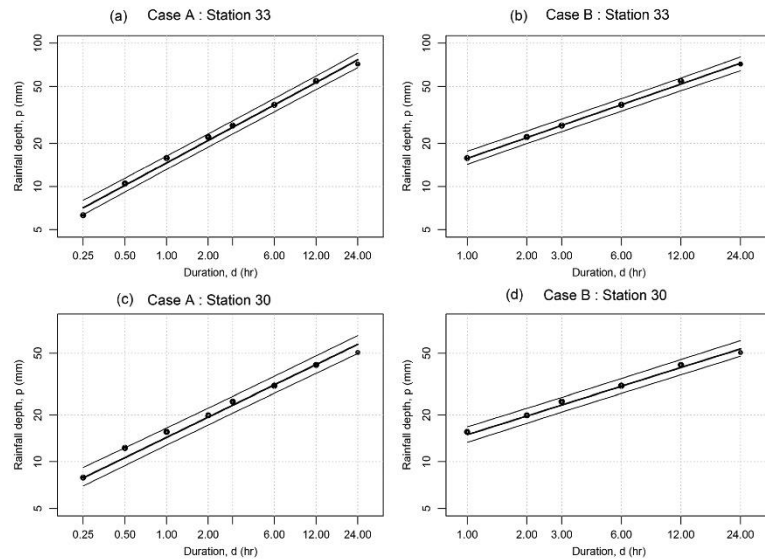 (a) Case A : Station 33
Rainfall depth, p (mm)
100
50
20
10
5
0.25 0.50 1.00 2.00 6.00 12.00 24.00
Duration, d (hr)
(b) Case B : Station 33
Rainfall depth, p (mm)
100
50
20
10
5
1.00 2.00 3.00 6.00 12.00 24.00
Duration, d (hr)
(c) Case A : Station 30
Rainfall depth, p (mm)
50
20
10
5
0.25 0.50 1.00 2.00 6.00 12.00 24.00
Duration, d (hr)
(d) Case B : Station 30
Rainfall depth, p (mm)
50
20
10
5
1.00 2.00 3.00 6.00 12.00 24.00
Duration, d (hr)